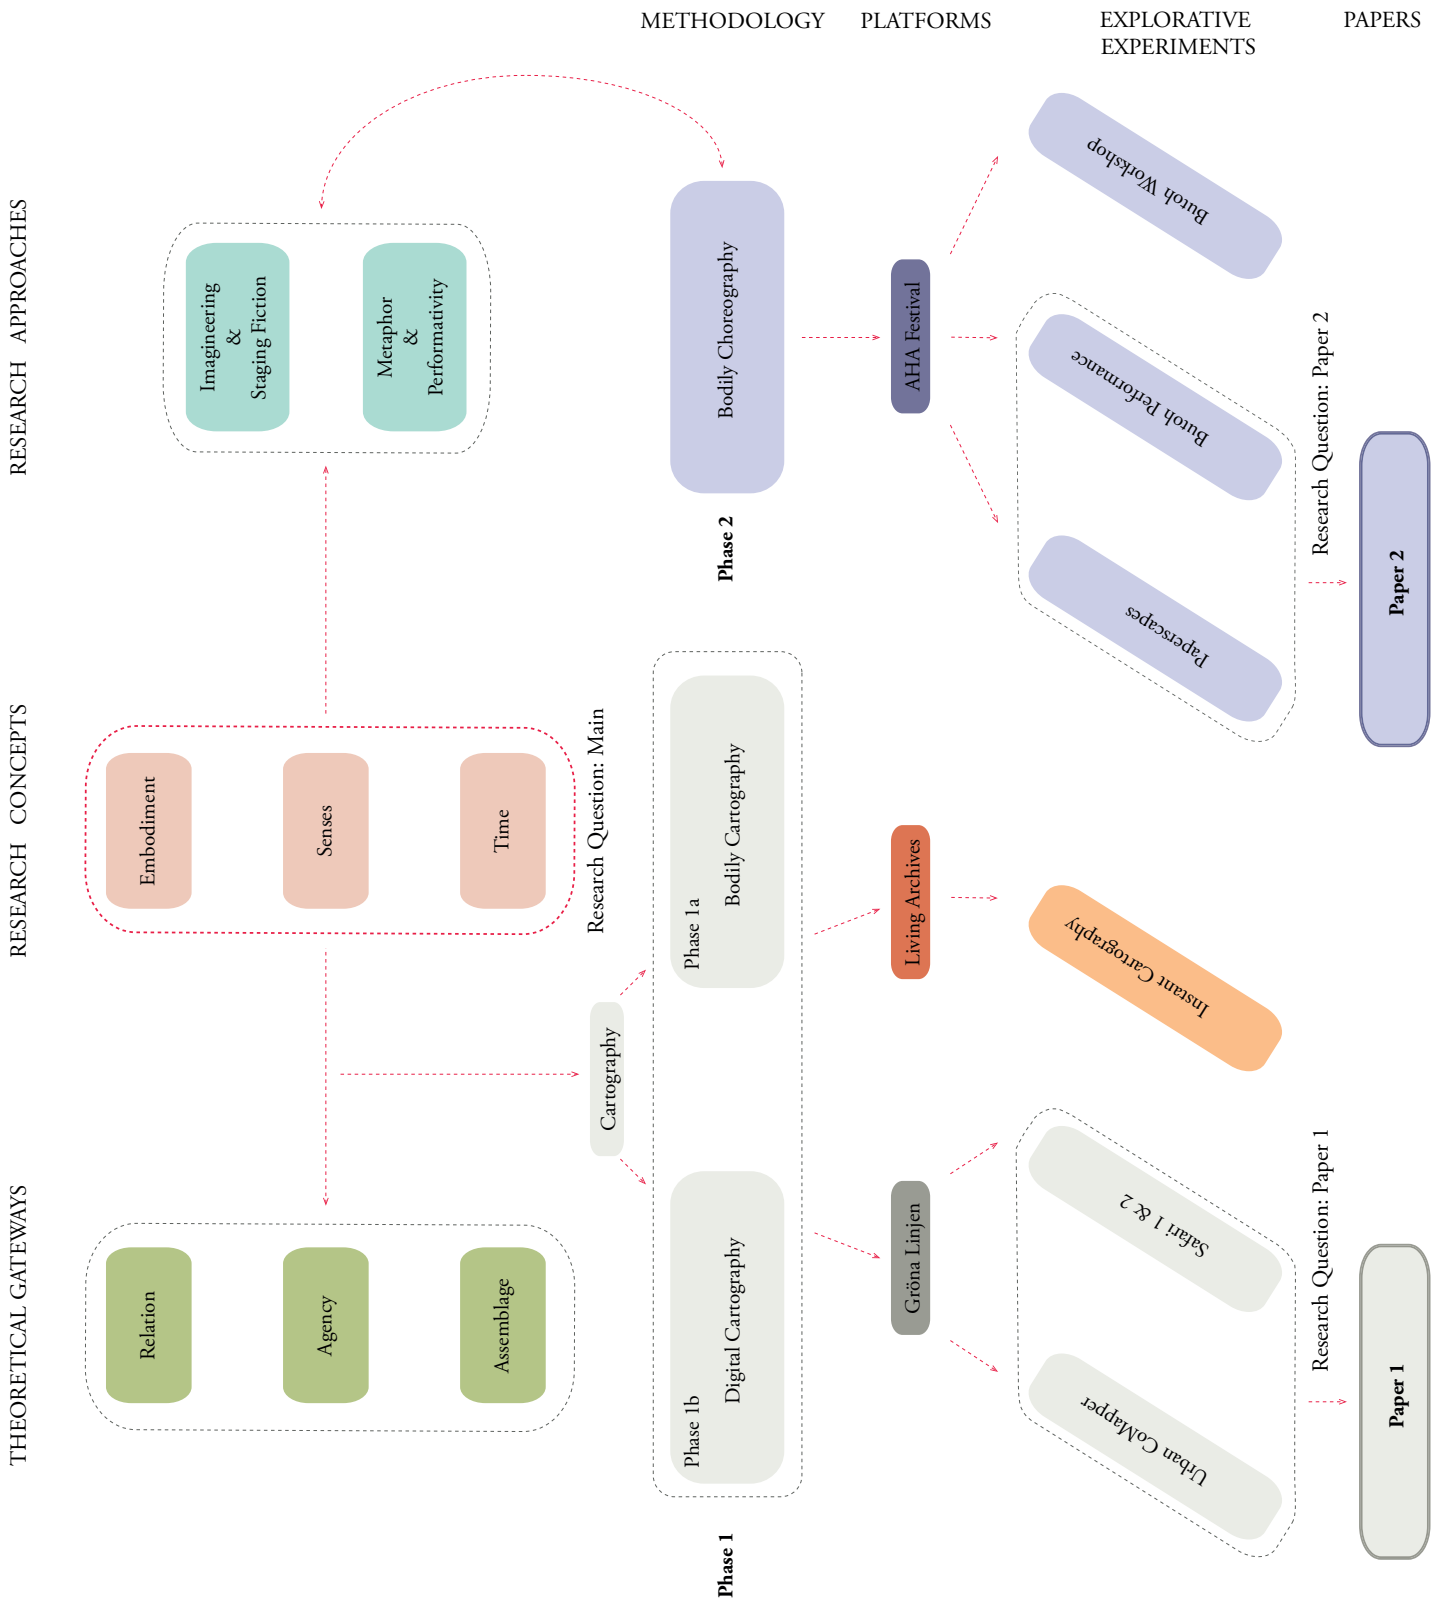 METHODOLOGY
PLATFORMS
EXPLORATIVE
EXPERIMENTS
PAPERS
THEORETICAL GATEWAYS
RESEARCH CONCEPTS
RESEARCH APPROACHES
Relation
Agency
Assemblage
Embodiment
Senses
Time
Research Question: Main
Imagineering
&
Staging Fiction
Metaphor
&
Performativity
Cartography
Phase 1
Phase 1b
Digital Cartography
Phase 1a
Bodily Cartography
Phase 2
Bodily Choreography
Gröna Linjen
Living Archives
AHA Festival
Urban CoMapper
Safari 1 & 2
Instant Cartography
Paperscapes
Butoh Performance
Butoh Workshop
Research Question: Paper 1
Research Question: Paper 2
Paper 1
Paper 2